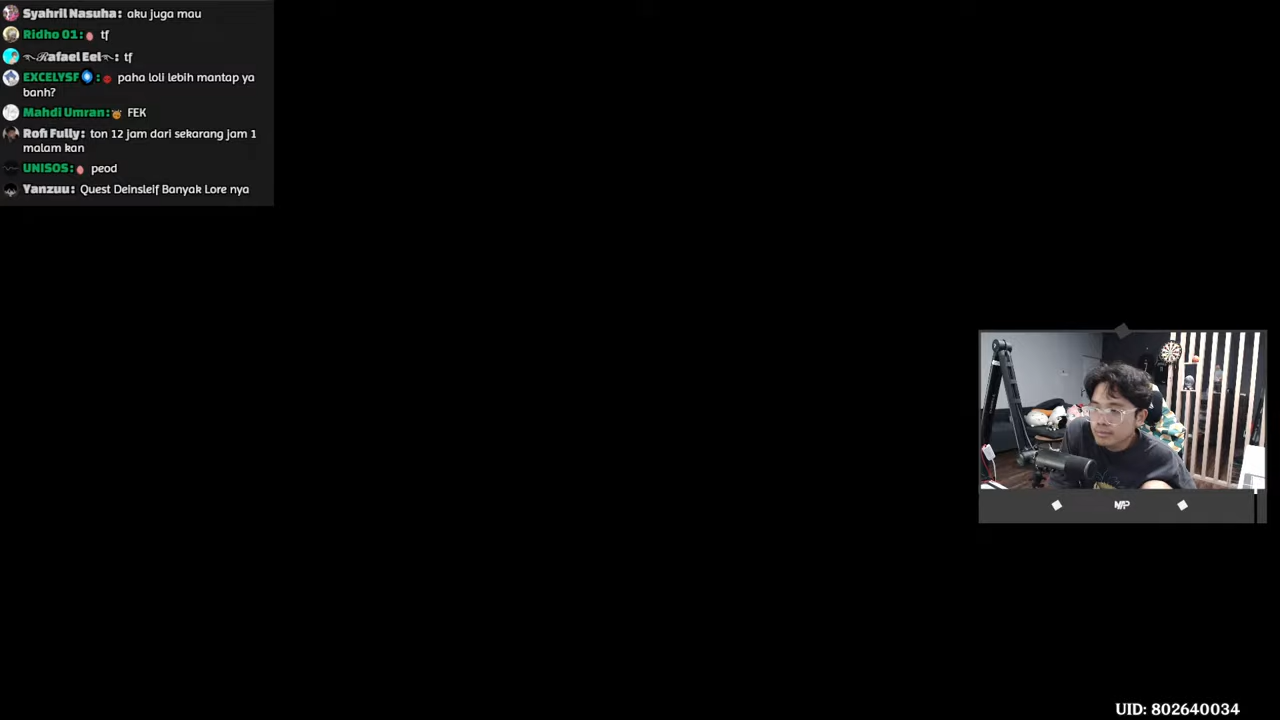 Syahril Nasuha: aku juga mau
Ridho 01: tf
Rafael Eel: tf
EXCELYSF: paha loli lebih mantap ya
banh?
Mahdi Umran: FEK
Rofi Fully: ton 12 jam dari sekarang jam 1
malam kan
UNISOS: peod
Yanzuu: Quest Deinsleif Banyak Lore nya
UID: 802640034